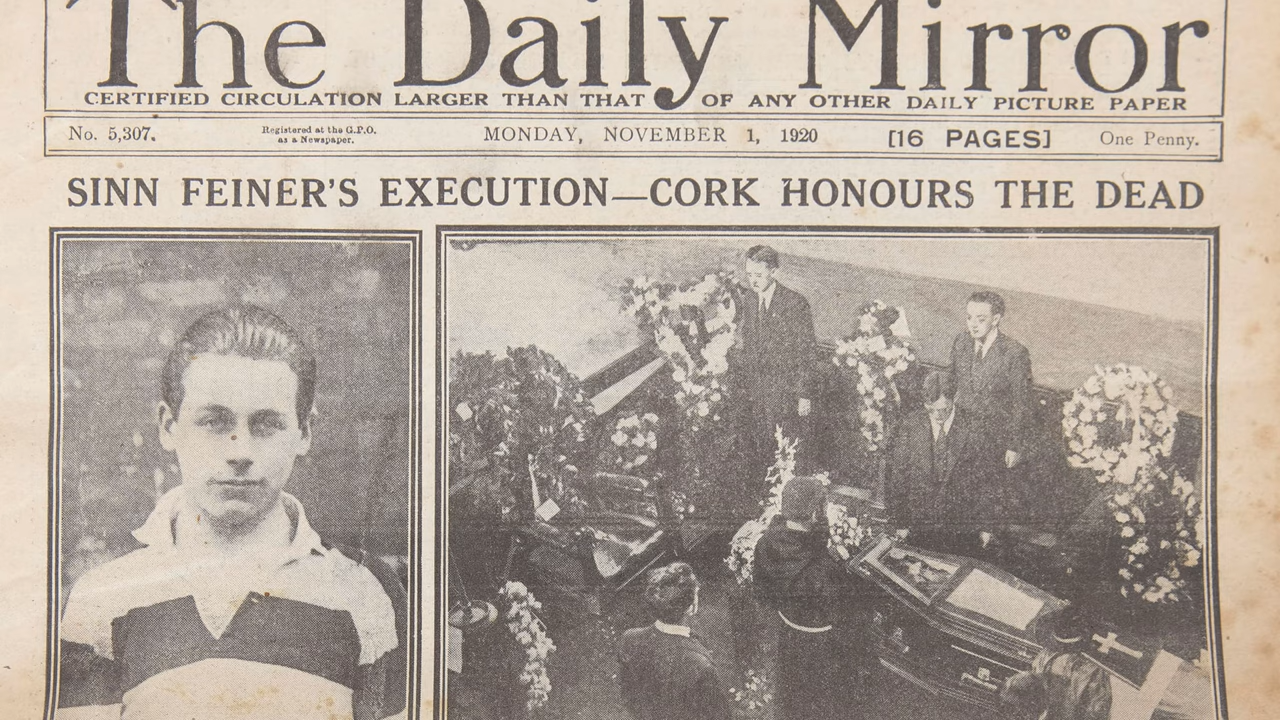 The Daily Mirror
CERTIFIED CIRCULATION LARGER THAN THAT OF ANY OTHER DAILY PICTURE PAPER
No. 5,307.
Registered at the G.P.O.
as a Newspaper.
MONDAY, NOVEMBER 1, 1920
[16 PAGES]
One Penny.
SINN FEINER'S EXECUTION—CORK HONOURS THE DEAD